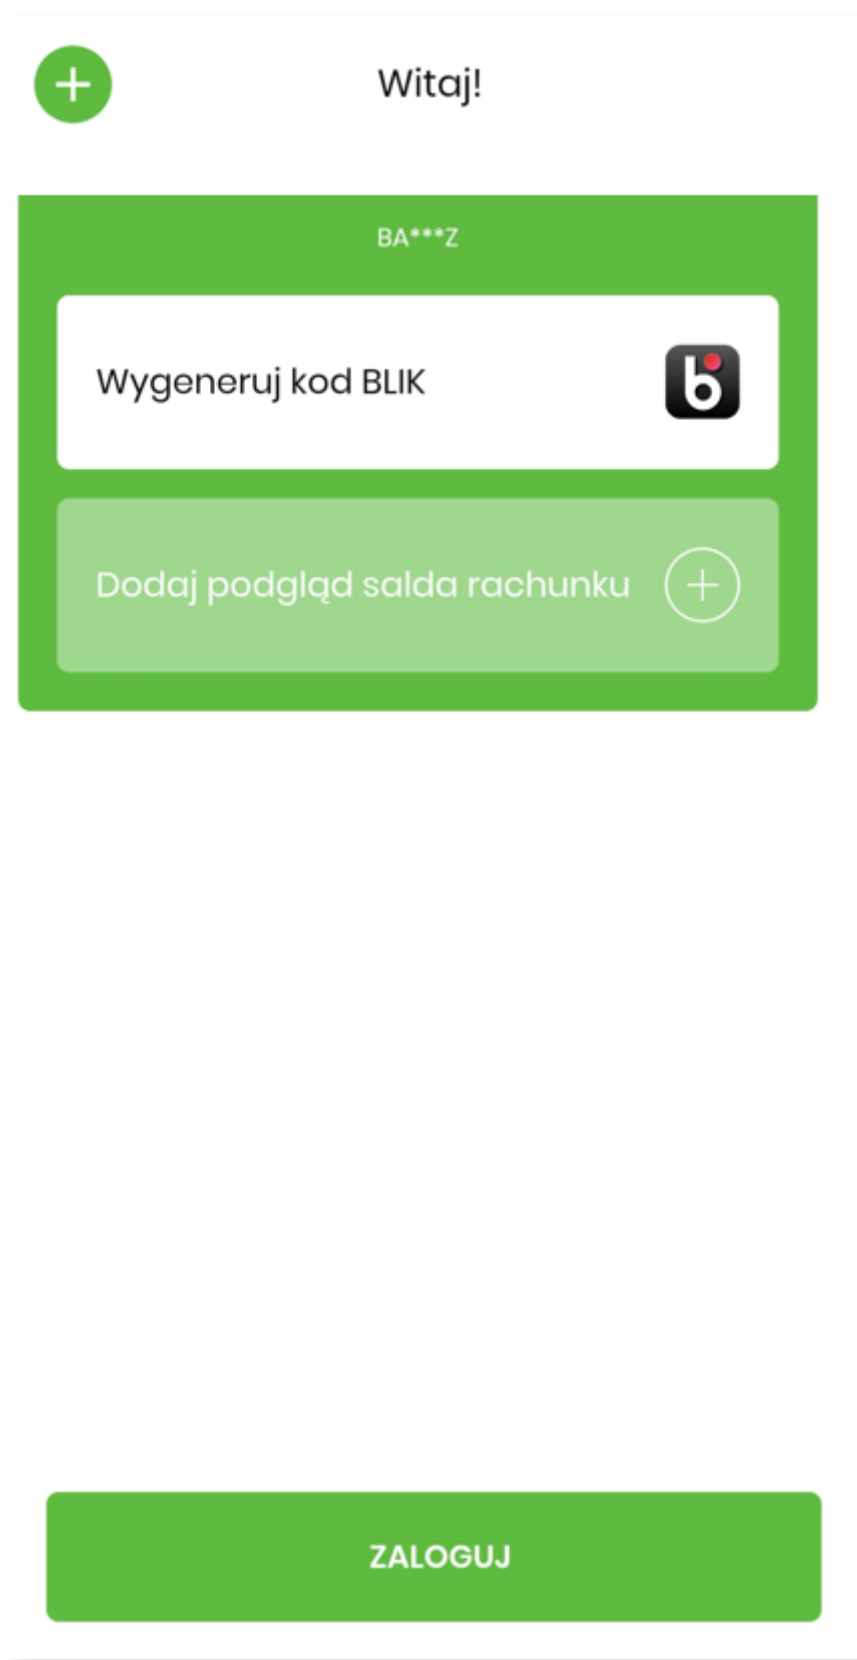 Witaj!
BA***Z
Wygeneruj kod BLIK
Dodaj podgląd salda rachunku
ZALOGUJ